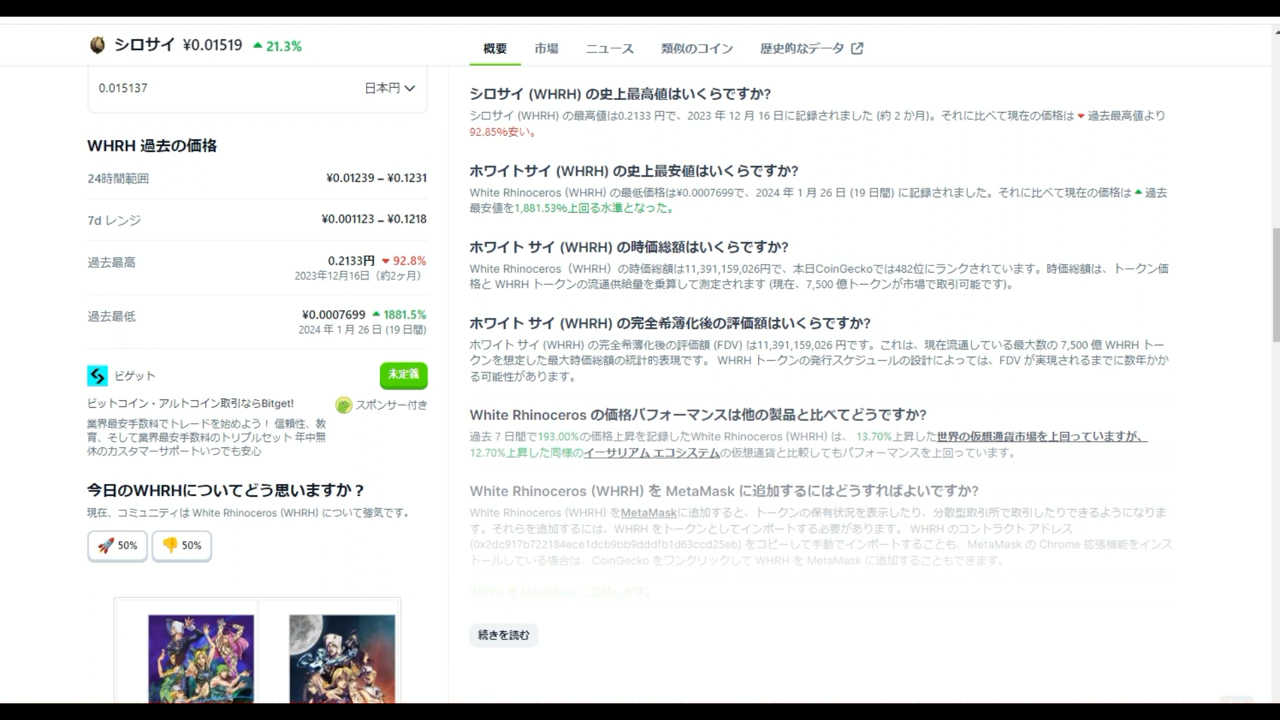 シロサイ ¥0.01519 ▲ 21.3%
概要 市場 ニュース 類似のコイン 歴史的なデータ
0.015137 日本円
WHRH 過去の価格
24時間範囲 ¥0.01239 – ¥0.1231
7d レンジ ¥0.001123 – ¥0.1218
過去最高 0.2133円 ▼ 92.8%
2023年12月16日（約2ヶ月）
過去最低 ¥0.0007699 ▲ 1881.5%
2024 年 1 月 26 日 (19 日間)
ビゲット 未定義
ビットコイン・アルトコイン取引ならBitget!
スポンサー付き
業界最安手数料でトレードを始めよう！ 信頼性、教
育、そして業界最安手数料のトリプルセット 年中無
休のカスタマーサポートいつでも安心
今日のWHRHについてどう思いますか？
現在、コミュニティは White Rhinoceros (WHRH) について強気です。
50% 50%
シロサイ (WHRH) の史上最高値はいくらですか?
シロサイ (WHRH) の最高値は0.2133 円で、2023 年 12 月 16 日に記録されました (約 2 か月)。それに比べて現在の価格は ▼ 過去最高値より
92.85%安い。
ホワイトサイ (WHRH) の史上最安値はいくらですか?
White Rhinoceros (WHRH) の最低価格は¥0.0007699で、2024 年 1 月 26 日 (19 日間) に記録されました。それに比べて現在の価格は ▲ 過去
最安値を1,881.53%上回る水準となった。
ホワイト サイ (WHRH) の時価総額はいくらですか?
White Rhinoceros（WHRH）の時価総額は11,391,159,026円で、本日CoinGeckoでは482位にランクされています。時価総額は、トークン価
格と WHRH トークンの流通供給量を乗算して測定されます (現在、7,500 億トークンが市場で取引可能です)。
ホワイト サイ (WHRH) の完全希薄化後の評価額はいくらですか?
ホワイト サイ (WHRH) の完全希薄化後の評価額 (FDV) は11,391,159,026 円です。これは、現在流通している最大数の 7,500 億 WHRH トー
クンを想定した最大時価総額の統計的表現です。 WHRH トークンの発行スケジュールの設計によっては、FDV が実現されるまでに数年かか
る可能性があります。
White Rhinoceros の価格パフォーマンスは他の製品と比べてどうですか?
過去 7 日間で193.00%の価格上昇を記録したWhite Rhinoceros (WHRH) は、 13.70%上昇した世界の仮想通貨市場を上回っていますが、
12.70%上昇した同様のイーサリアム エコシステムの仮想通貨と比較してもパフォーマンスを上回っています。
White Rhinoceros (WHRH) を MetaMask に追加するにはどうすればよいですか?
White Rhinoceros (WHRH) をMetaMaskに追加すると、トークンの保有状況を表示したり、分散型取引所で取引したりできるようになりま
す。それらを追加するには、WHRH をトークンとしてインポートする必要があります。 WHRH のコントラクト アドレス
(0x2dc917b722184ece1dcb9bb9dddfb1d63ccd25eb) をコピーして手動でインポートすることも、MetaMask の Chrome 拡張機能をインス
トールしている場合は、CoinGecko をワンクリックして WHRH を MetaMask に追加することもできます。
WHRH を MetaMask に追加します。
続きを読む